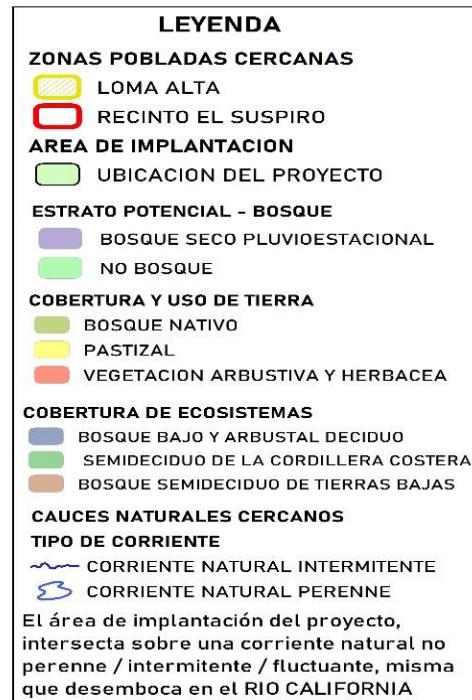 LEYENDA
ZONAS POBLADAS CERCANAS
LOMA ALTA
RECINTO EL SUSPIRO
AREA DE IMPLANTACION
UBICACION DEL PROYECTO
ESTRATO POTENCIAL - BOSQUE
BOSQUE SECO PLUVIOESTACIONAL
NO BOSQUE
COBERTURA Y USO DE TIERRA
BOSQUE NATIVO
PASTIZAL
VEGETACION ARBUSTIVA Y HERBACEA
COBERTURA DE ECOSISTEMAS
BOSQUE BAJO Y ARBUSTAL DECIDUO
SEMIDECIDUO DE LA CORDILLERA COSTERA
BOSQUE SEMIDECIDUO DE TIERRAS BAJAS
CAUCES NATURALES CERCANOS
TIPO DE CORRIENTE
CORRIENTE NATURAL INTERMITENTE
CORRIENTE NATURAL PERENNE
El área de implantación del proyecto,
intersecta sobre una corriente natural no
perenne / intermitente / fluctuante, misma
que desemboca en el RIO CALIFORNIA